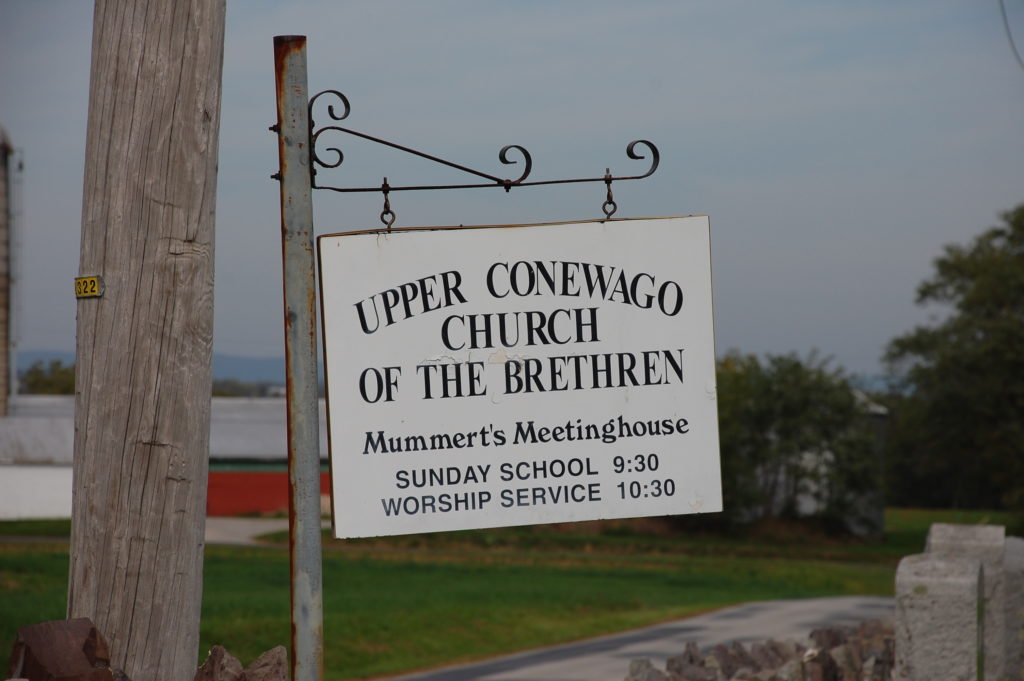 322
UPPER CONEWAGO
CHURCH
OF THE BRETHREN
Mummert's Meetinghouse
SUNDAY SCHOOL 9:30
WORSHIP SERVICE 10:30